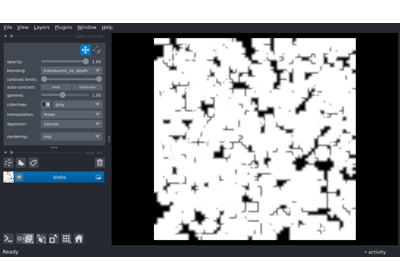 File View Layers Plugins Window Help
opacity: 1.00
blending: translucent_no_depth
contrast limits:
auto-contrast: once continuous
gamma: 1.00
colormap: gray
interpolation: linear
depiction: volume
rendering: mip
blobs
Ready
activity